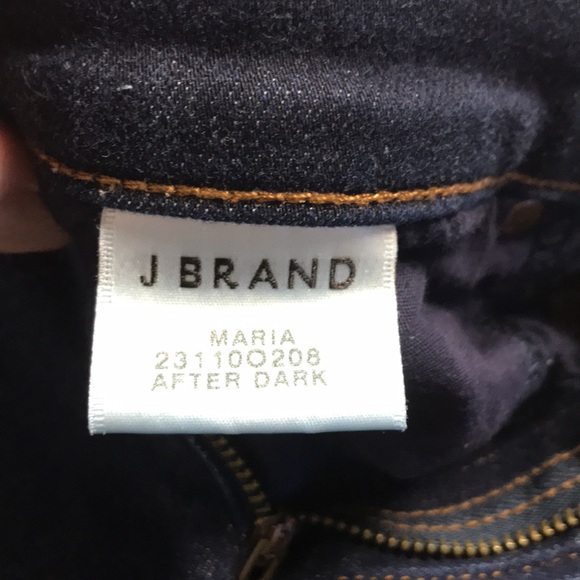 J BRAND
MARIA
23110O208
AFTER DARK